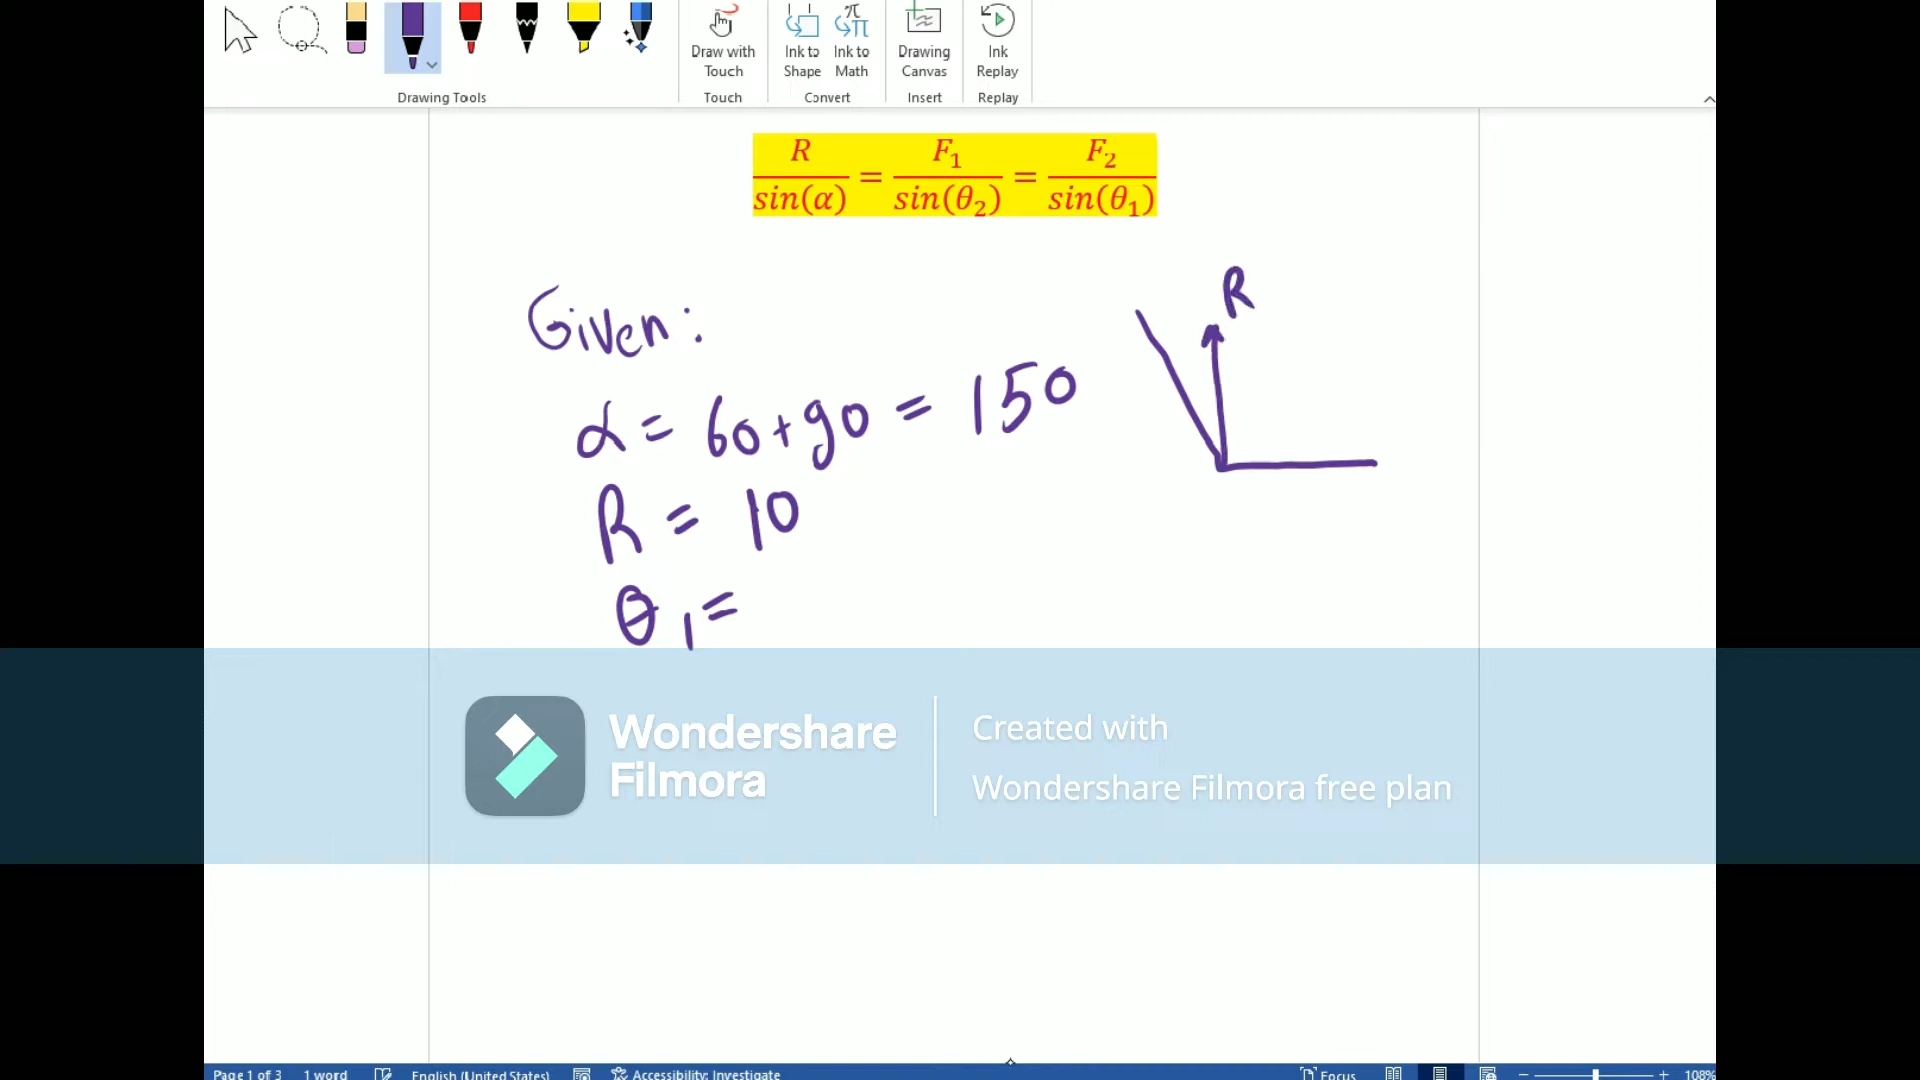 Draw with Touch
Ink to Shape
Ink to Math
Drawing Canvas
Ink Replay
Drawing Tools
Touch
Convert
Insert
Replay
R/sin(α) = F₁/sin(θ₂) = F₂/sin(θ₁)
Given:
R
α = 60+90 = 150
R = 10
θ₁ =
Wondershare Filmora
Created with
Wondershare Filmora free plan
Page 1 of 3 1 word English (United States) Accessibility: Investigate Focus 108%